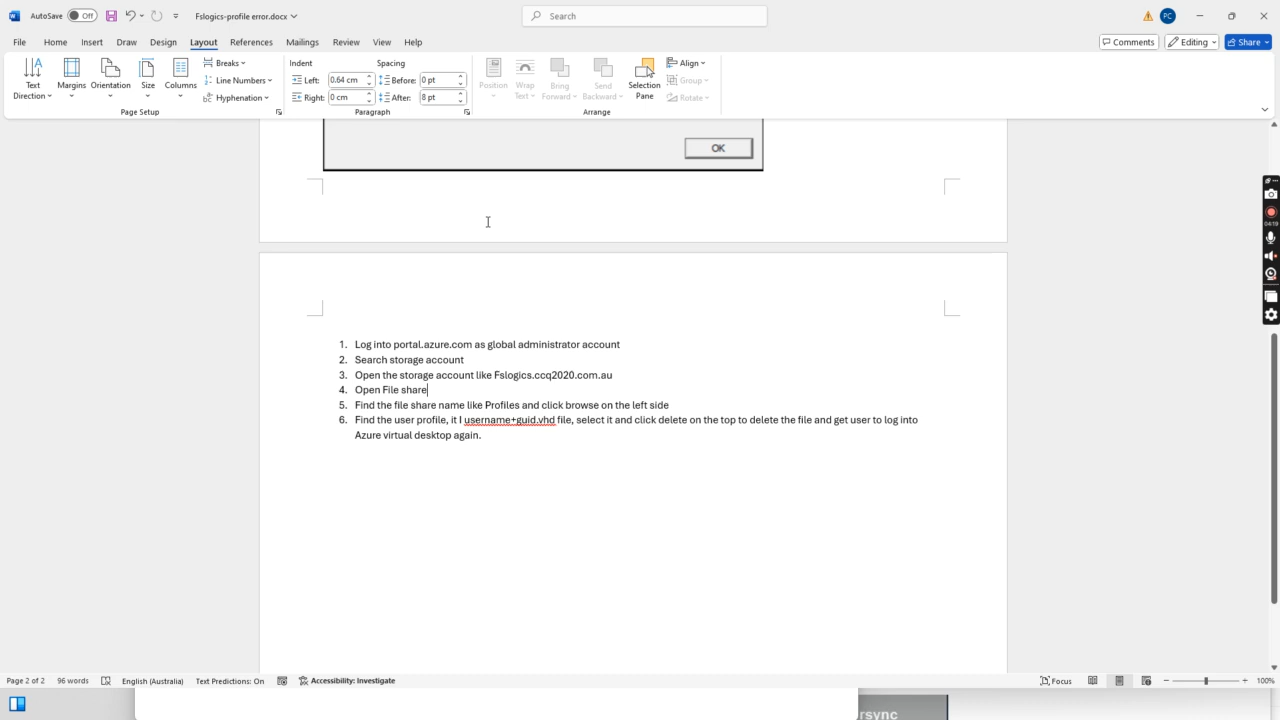 AutoSave Off Fslogics-profile error.docx Search PC
File Home Insert Draw Design Layout References Mailings Review View Help Comments Editing Share
Text Direction Margins Orientation Size Columns Breaks Line Numbers Hyphenation
Indent Spacing
Left: 0.64 cm Before: 0 pt
Right: 0 cm After: 8 pt
Position Wrap Text Bring Forward Send Backward Selection Pane Align Group Rotate
Page Setup Paragraph Arrange
OK
04:19
1. Log into portal.azure.com as global administrator account
2. Search storage account
3. Open the storage account like Fslogics.ccq2020.com.au
4. Open File share
5. Find the file share name like Profiles and click browse on the left side
6. Find the user profile, it I username+guid.vhd file, select it and click delete on the top to delete the file and get user to log into
Azure virtual desktop again.
Page 2 of 2 96 words English (Australia) Text Predictions: On Accessibility: Investigate Focus 100%
rsync